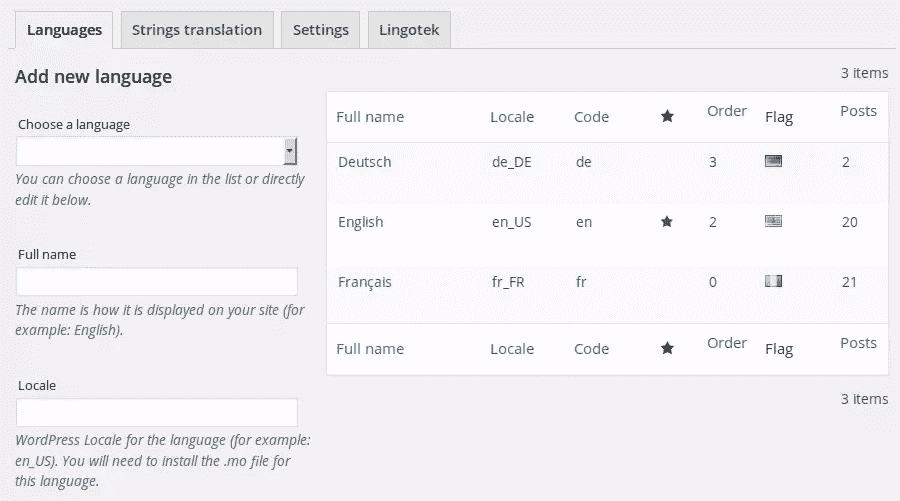 Languages Strings translation Settings Lingotek
Add new language
Choose a language
You can choose a language in the list or directly
edit it below.
Full name
The name is how it is displayed on your site (for
example: English).
Locale
WordPress Locale for the language (for example:
en_US). You will need to install the .mo file for
this language.
3 items
Full name Locale Code ★ Order Flag Posts
Deutsch de_DE de 3 2
English en_US en ★ 2 20
Français fr_FR fr 0 21
Full name Locale Code ★ Order Flag Posts
3 items